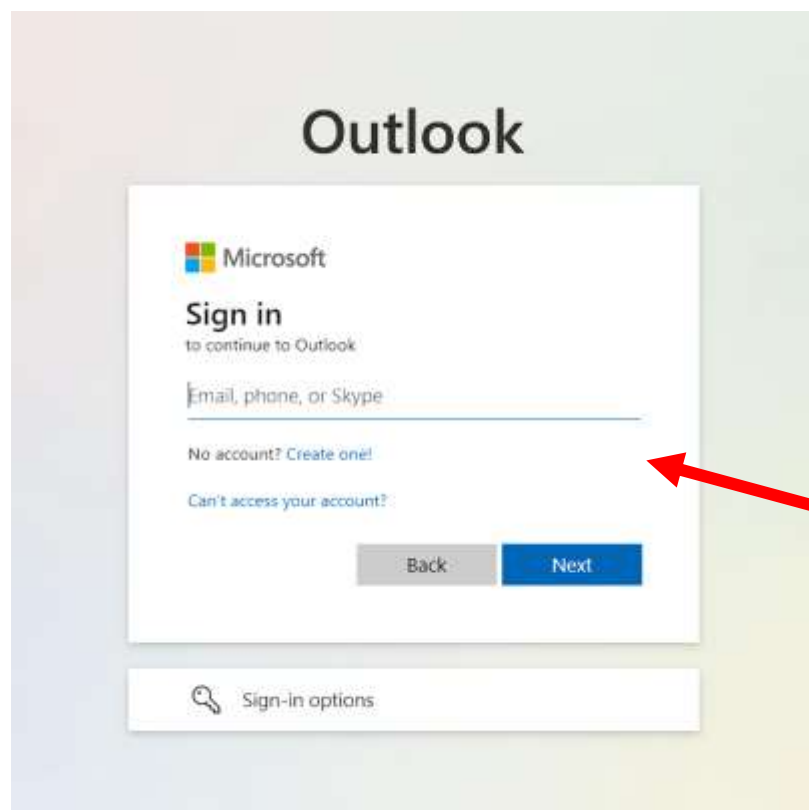 Outlook
Microsoft
Sign in
to continue to Outlook
Email, phone, or Skype
No account? Create one!
Can't access your account?
Back Next
Sign-in options